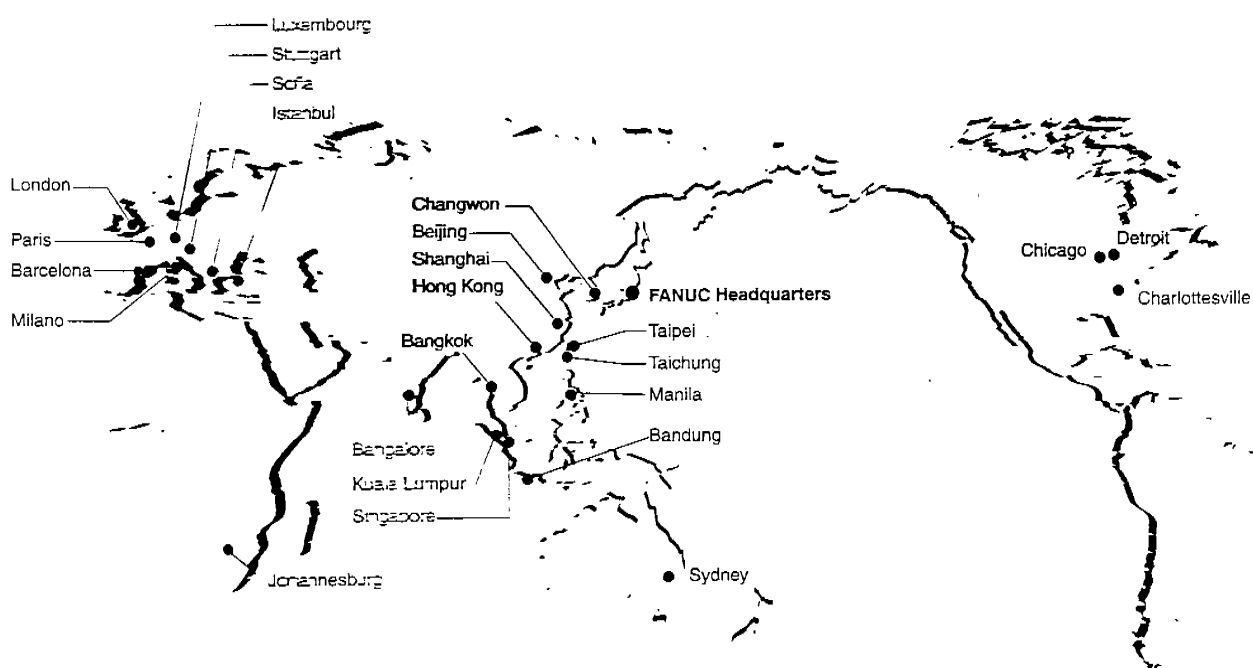 Luxembourg
Stuttgart
Sofia
Istanbul
London
Paris
Barcelona
Milano
Changwon
Beijing
Shanghai
Hong Kong
Bangkok
FANUC Headquarters
Taipei
Taichung
Manila
Bandung
Bangalore
Kuala Lumpur
Singapore
Johannesburg
Sydney
Chicago
Detroit
Charlottesville